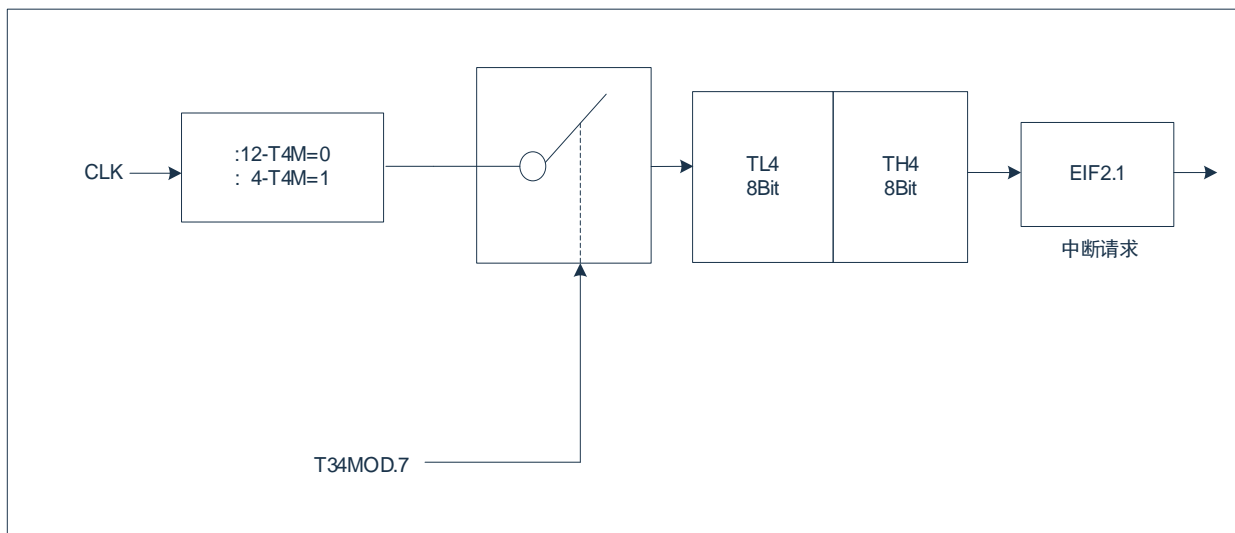 CLK
:12-T4M=0
: 4-T4M=1
TL4
8Bit
TH4
8Bit
EIF2.1
中断请求
T34MOD.7